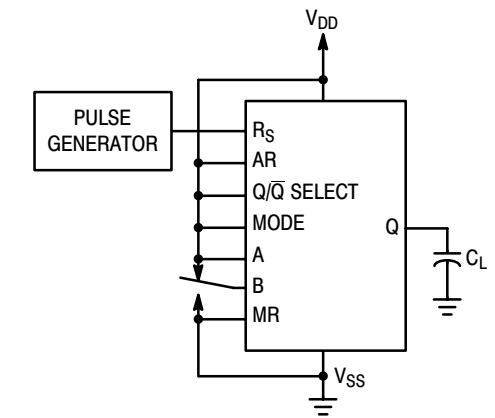 V_DD
PULSE
GENERATOR
R_S
AR
Q/Q̅ SELECT
MODE
Q
A
C_L
B
MR
V_SS